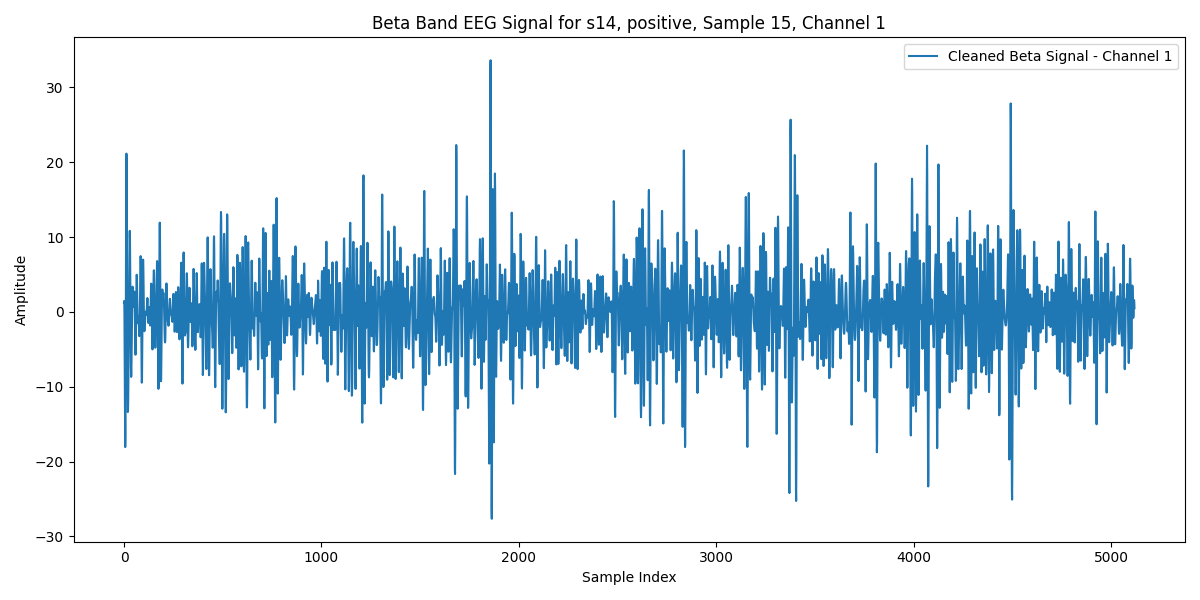 Beta Band EEG Signal for s14, positive, Sample 15, Channel 1
Cleaned Beta Signal - Channel 1
Amplitude
30
20
10
0
−10
−20
−30
0 1000 2000 3000 4000 5000
Sample Index